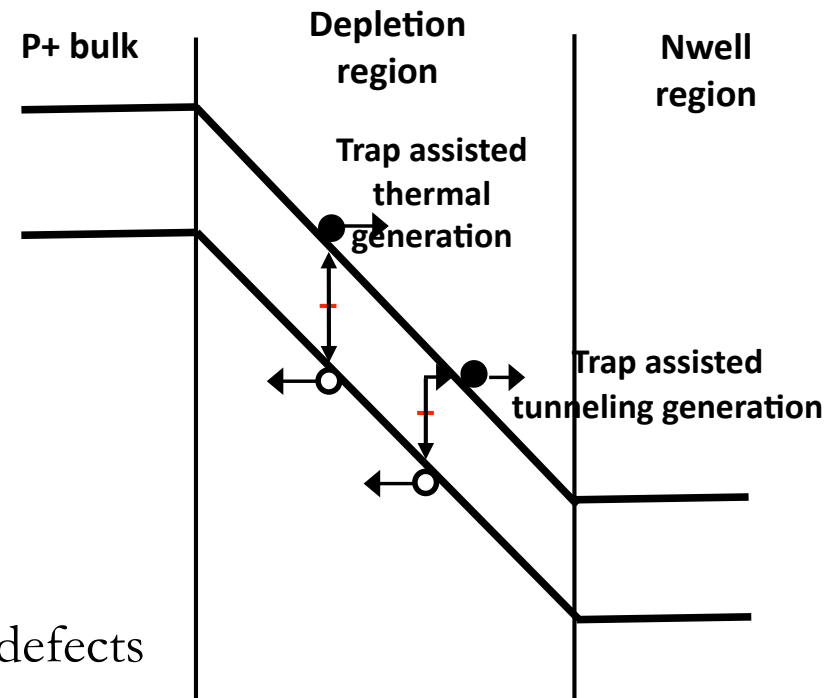 P+ bulk
Depletion
region
Nwell
region
Trap assisted
thermal
generation
Trap assisted
tunneling generation
defects